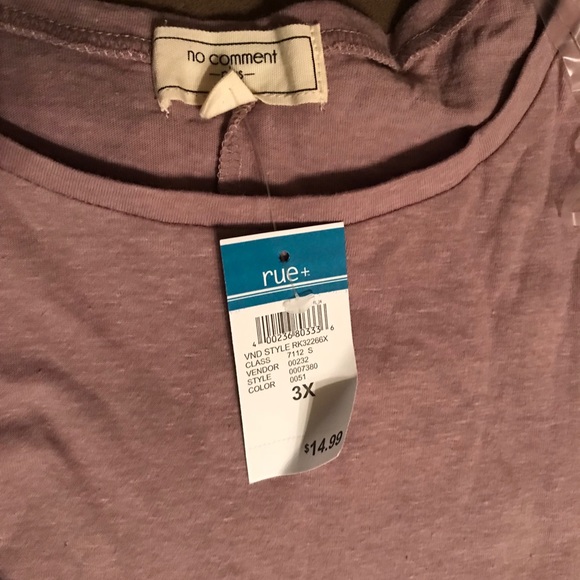 no comment
rue+
4 00236 80333 6
VND STYLE RK32266X
CLASS 7112 S
VENDOR 00232
STYLE 0007380
COLOR 0051
3X
$14.99